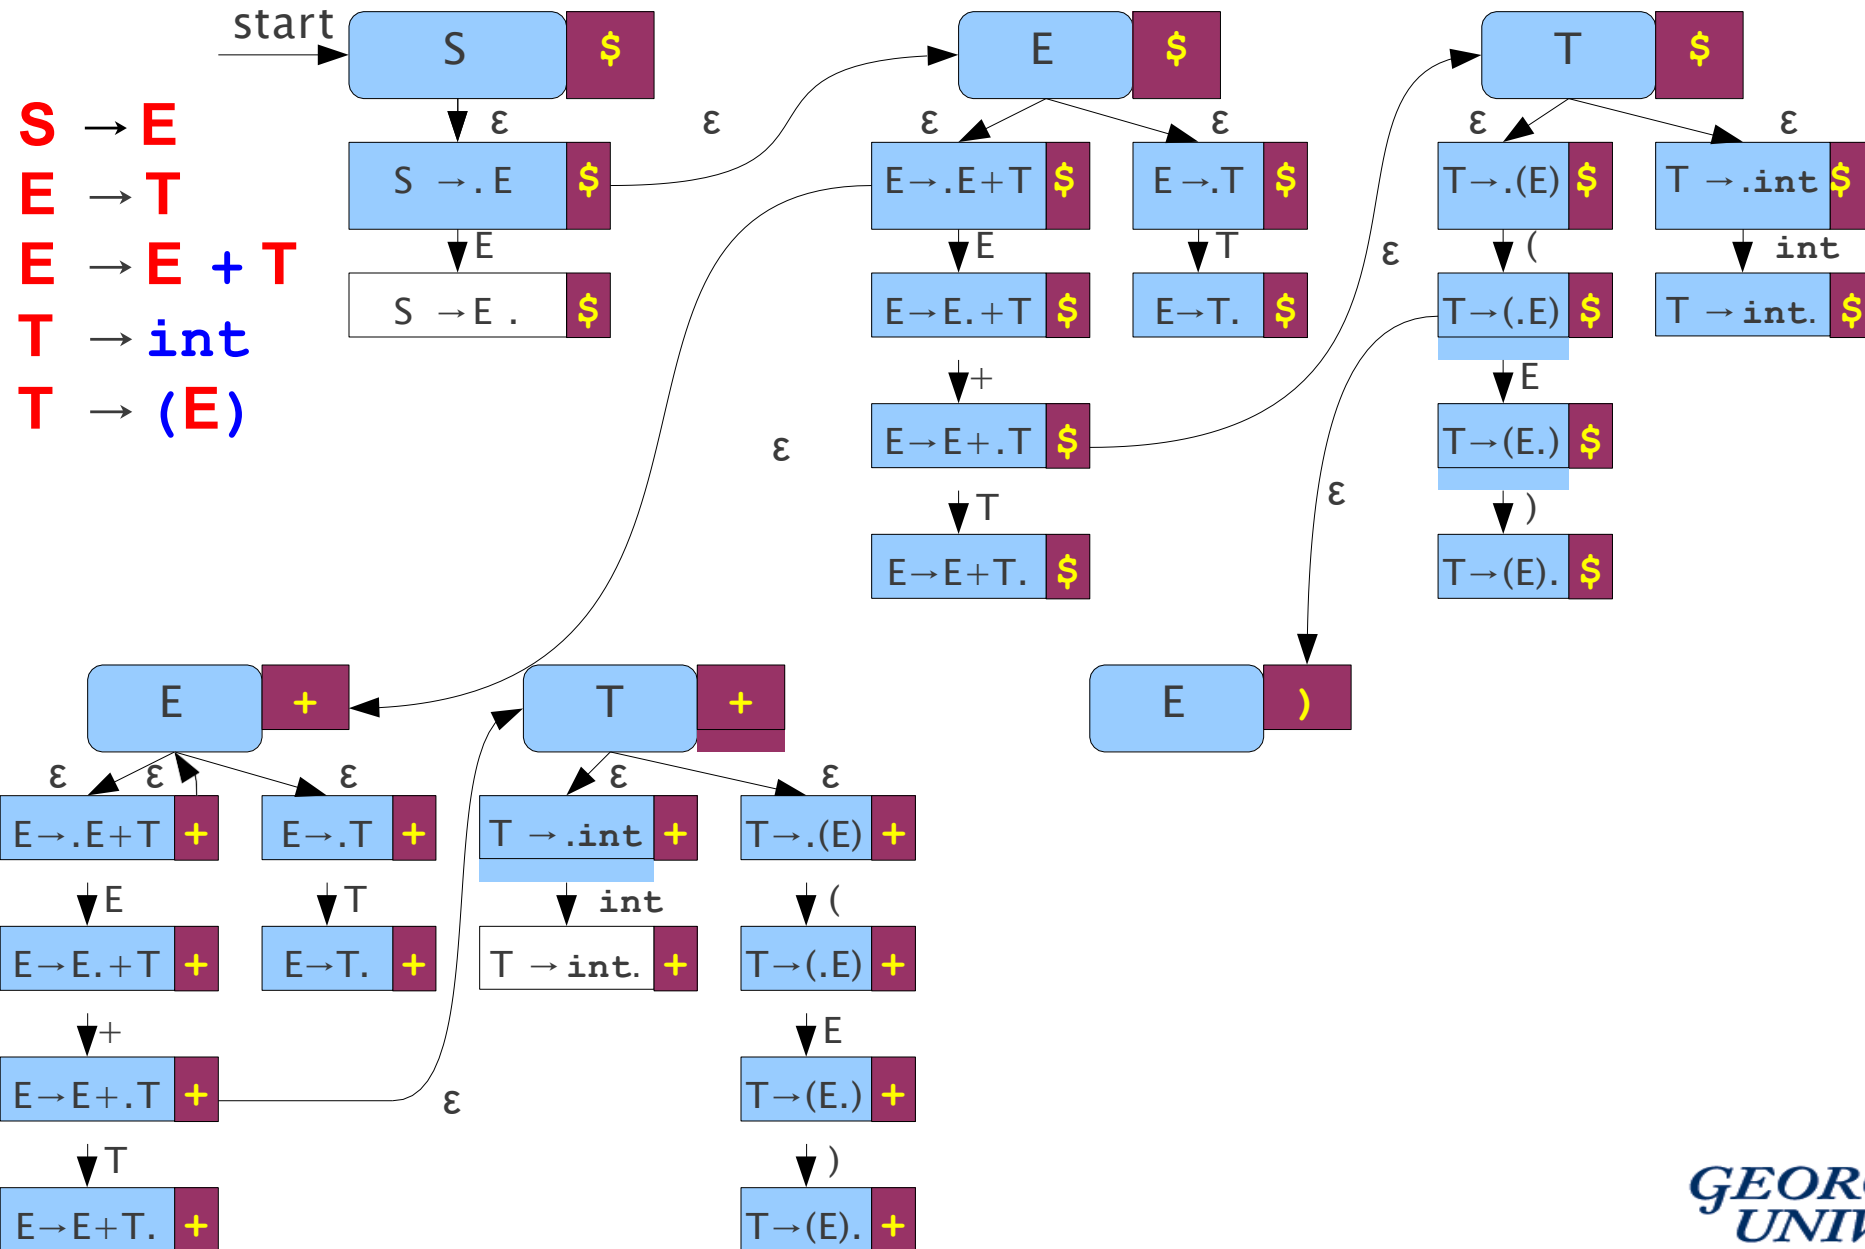 start
S $
E $
T $
S → E
E → T
E → E + T
T → int
T → (E)
ε
ε
ε
ε
ε
ε
S →. E $
E→.E+T $
E →.T $
T→.(E) $
T →.int $
E
E
T
(
int
ε
S →E . $
E→E.+T $
E→T. $
T→(.E) $
T → int. $
+
E
ε
E→E+.T $
T→(E.) $
T
)
ε
E→E+T. $
T→(E). $
E +
T +
E )
ε
ε
ε
ε
ε
E→.E+T +
E→.T +
T →.int +
T→.(E) +
E
T
int
(
E→E.+T +
E→T. +
T →int. +
T→(.E) +
+
E
E→E+.T +
ε
T→(E.) +
T
)
E→E+T. +
T→(E). +